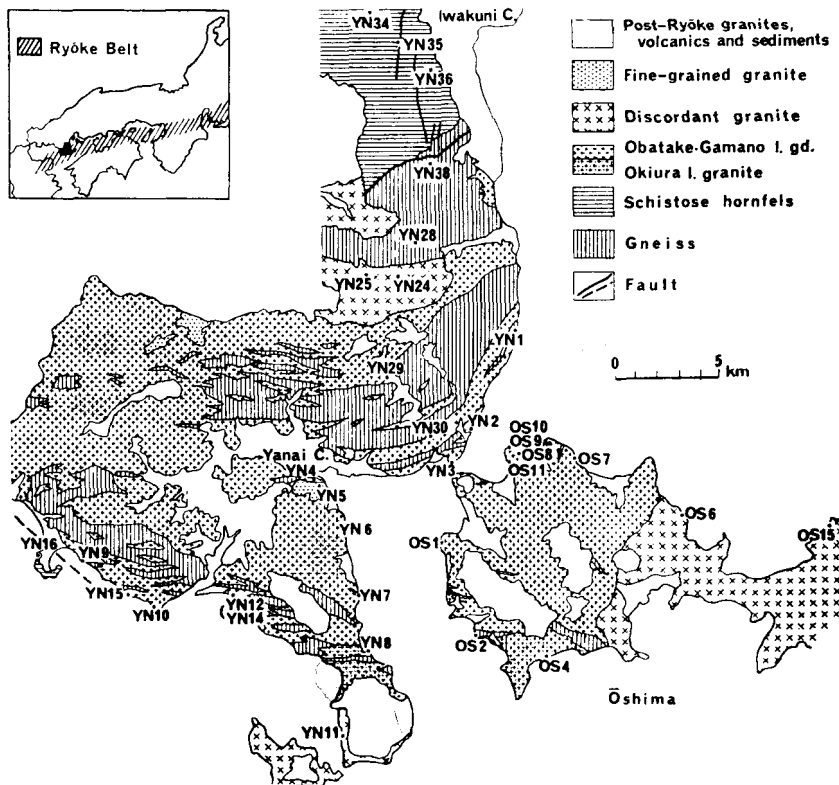 Ryōke Belt
Iwakuni C.
YN34
YN35
YN36
YN38
YN28
YN25
YN24
YN1
YN29
YN30
YN2
YN3
Yanai C.
YN4
YN5
YN6
YN16
YN9
YN15
YN10
YN12
(YN14
YN7
YN8
YN11
OS10
OS9
OS8
OS7
OS11
OS6
OS15
OS1
OS2
OS4
Ōshima
Post-Ryōke granites,
volcanics and sediments
Fine-grained granite
Discordant granite
Obatake-Gamano l. gd.
Okiura l. granite
Schistose hornfels
Gneiss
Fault
0 5
km